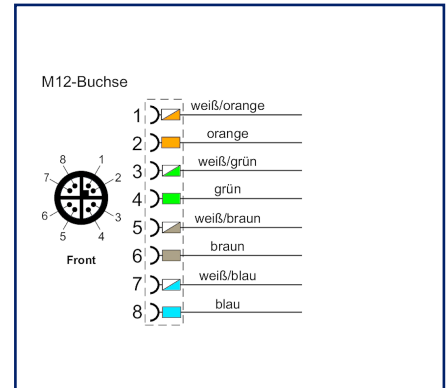 M12-Buchse
1 weiß/orange
2 orange
3 weiß/grün
4 grün
5 weiß/braun
6 braun
7 weiß/blau
8 blau
8 1
7 2
6 3
5 4
Front